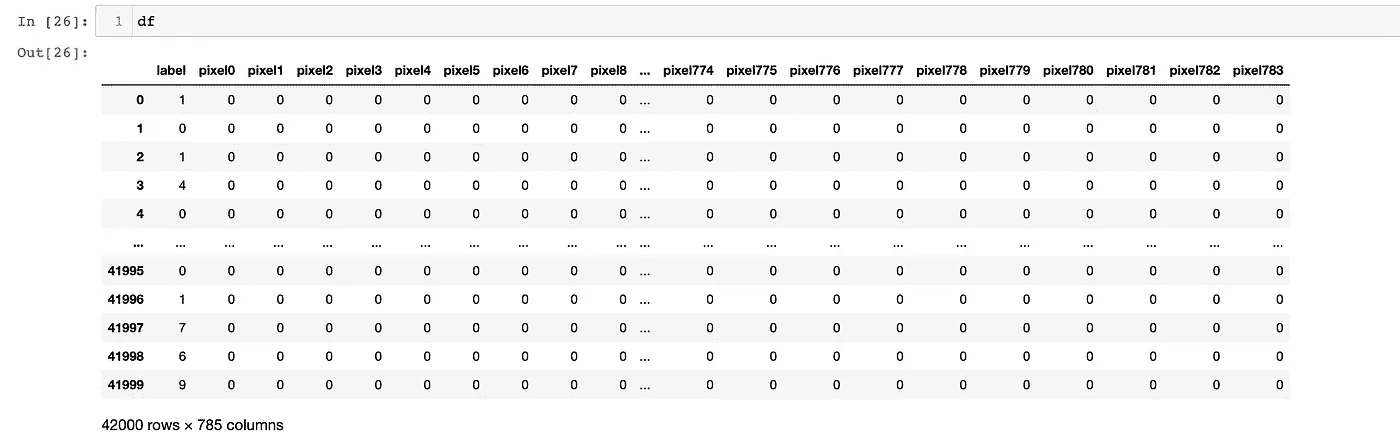 In [26]: 1 df
Out[26]:
label pixel0 pixel1 pixel2 pixel3 pixel4 pixel5 pixel6 pixel7 pixel8 ... pixel774 pixel775 pixel776 pixel777 pixel778 pixel779 pixel780 pixel781 pixel782 pixel783
0 1 0 0 0 0 0 0 0 0 0 ... 0 0 0 0 0 0 0 0 0 0
1 0 0 0 0 0 0 0 0 0 0 ... 0 0 0 0 0 0 0 0 0 0
2 1 0 0 0 0 0 0 0 0 0 ... 0 0 0 0 0 0 0 0 0 0
3 4 0 0 0 0 0 0 0 0 0 ... 0 0 0 0 0 0 0 0 0 0
4 0 0 0 0 0 0 0 0 0 0 ... 0 0 0 0 0 0 0 0 0 0
... ... ... ... ... ... ... ... ... ... ... ... ... ... ... ... ... ... ... ... ... ... ...
41995 0 0 0 0 0 0 0 0 0 0 ... 0 0 0 0 0 0 0 0 0 0
41996 1 0 0 0 0 0 0 0 0 0 ... 0 0 0 0 0 0 0 0 0 0
41997 7 0 0 0 0 0 0 0 0 0 ... 0 0 0 0 0 0 0 0 0 0
41998 6 0 0 0 0 0 0 0 0 0 ... 0 0 0 0 0 0 0 0 0 0
41999 9 0 0 0 0 0 0 0 0 0 ... 0 0 0 0 0 0 0 0 0 0
42000 rows × 785 columns